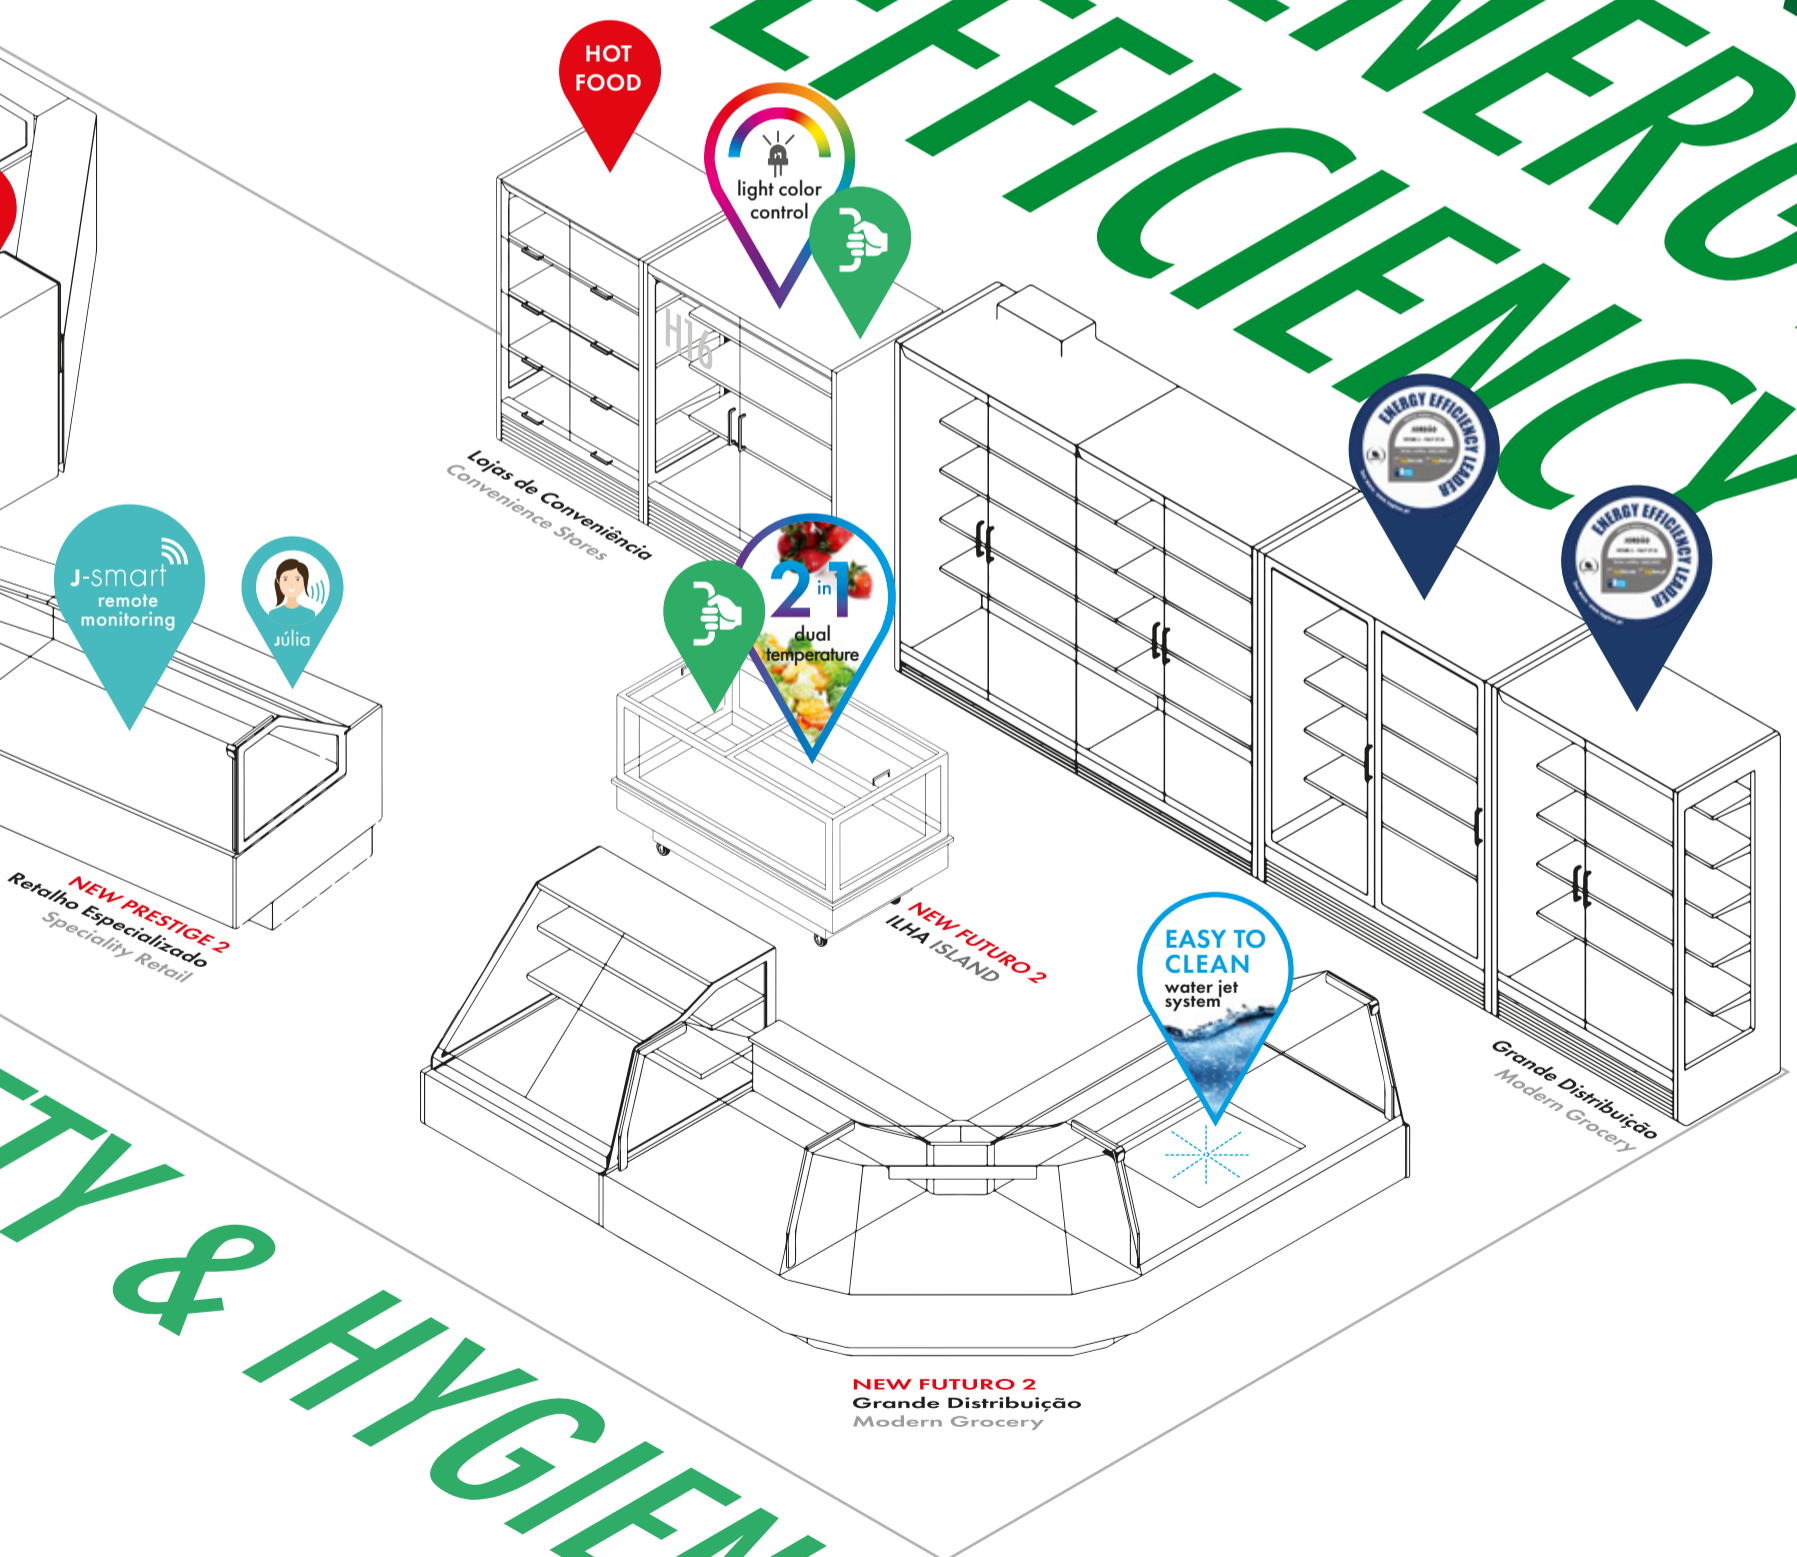 ENERG
EFFICIENCY
HOT
FOOD
light color
control
H16
Lojas de Conveniência
Convenience Stores
ENERGY EFFICIENCY LEADER
JORDÃO
ENERGY EFFICIENCY LEADER
JORDÃO
J-smart
remote
monitoring
Júlia
2 in 1
dual
temperature
NEW PRESTIGE 2
Retalho Especializado
Speciality Retail
NEW FUTURO 2
ILHA ISLAND
EASY TO
CLEAN
water jet
system
Grande Distribuição
Modern Grocery
TY & HYGIEN
NEW FUTURO 2
Grande Distribuição
Modern Grocery